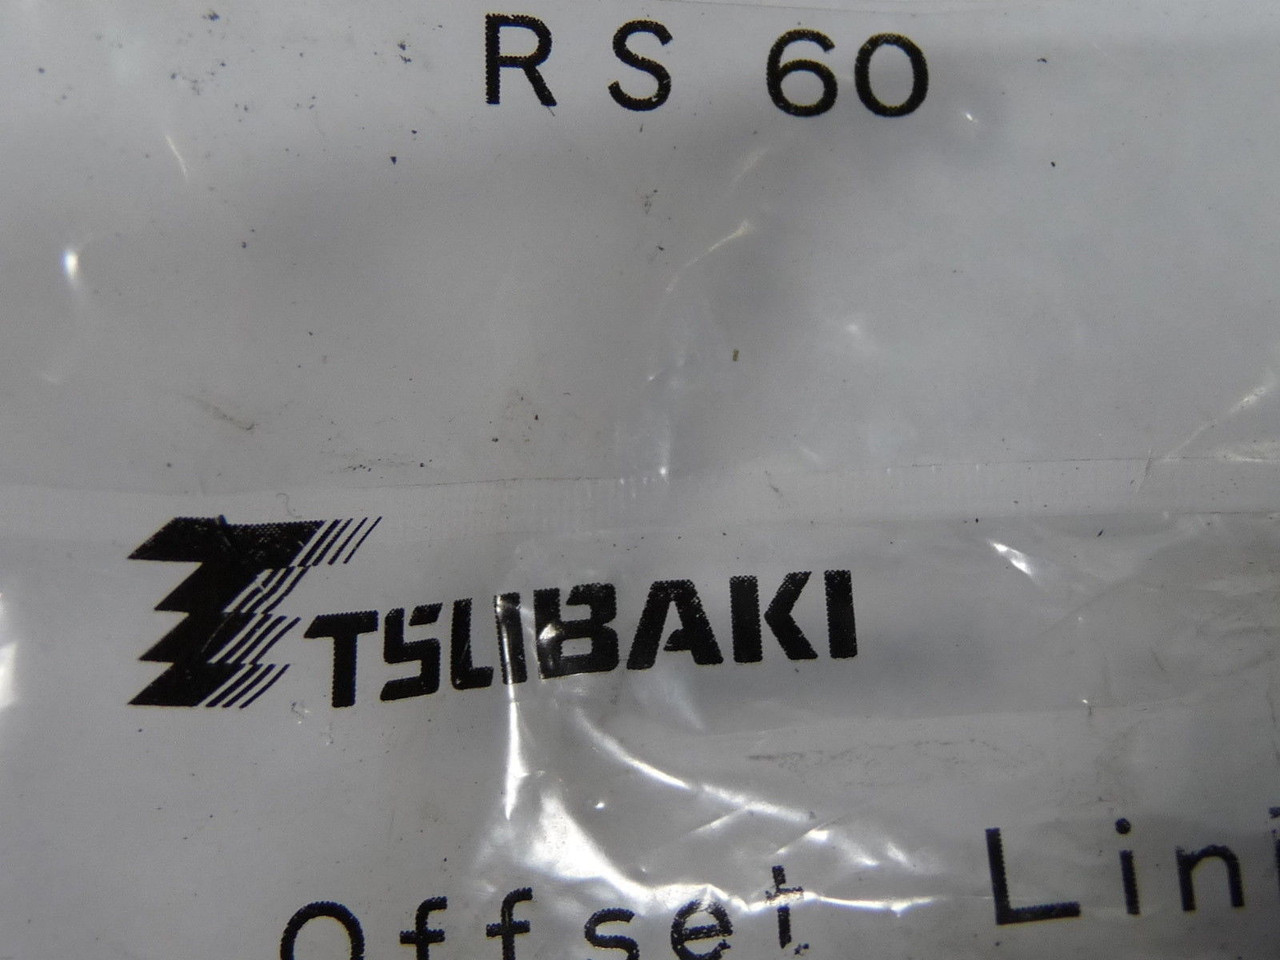 RS 60
TSUBAKI
Offset